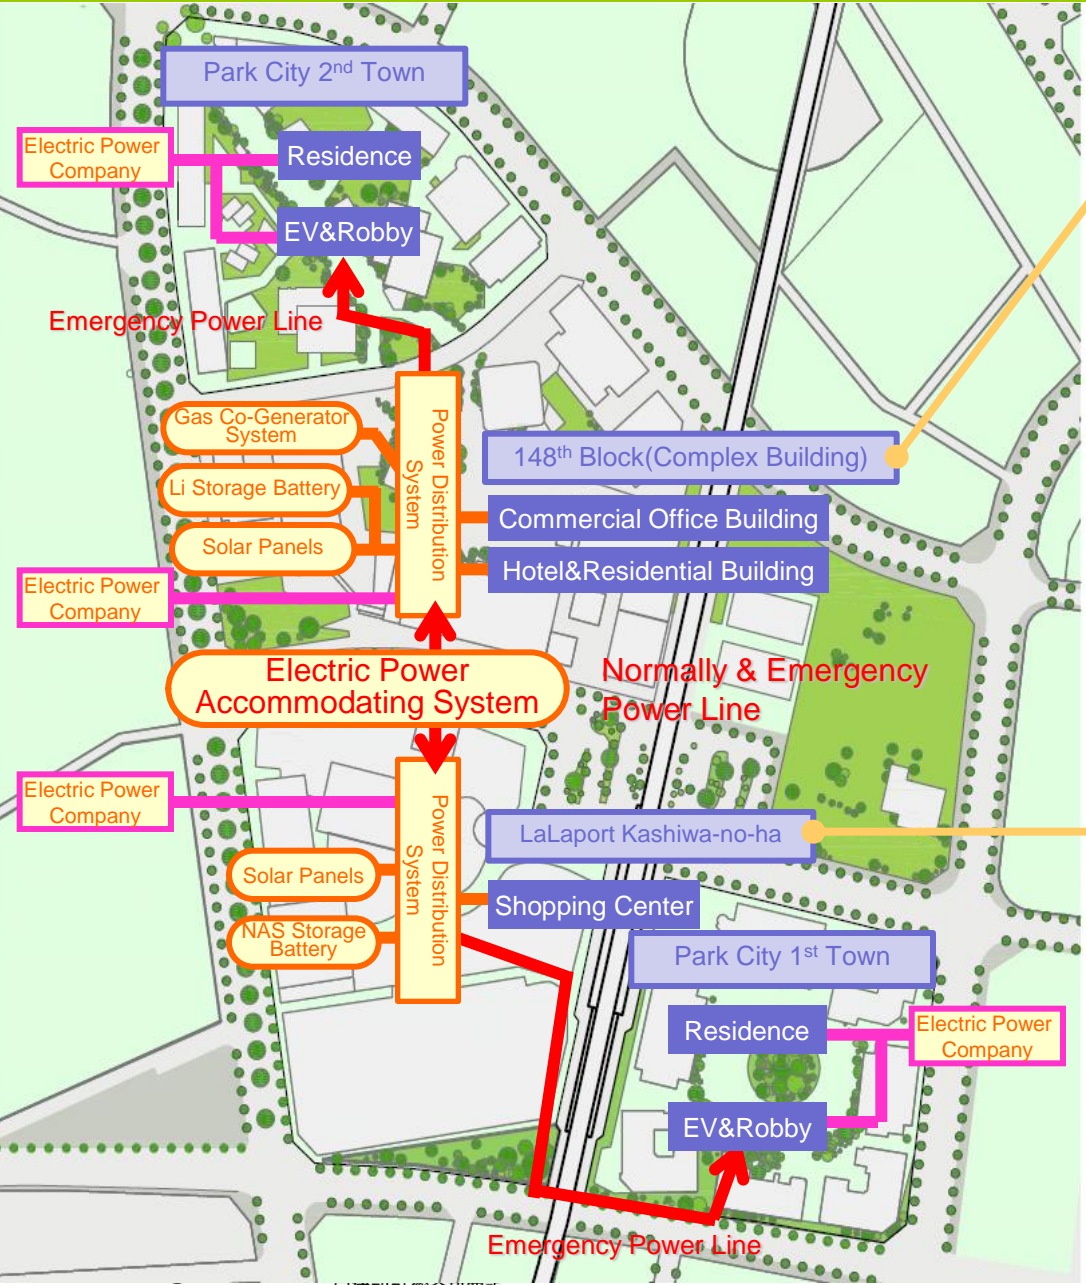 Park City 2nd Town
Electric Power
Company
Residence
EV&Robby
Emergency Power Line
Gas Co-Generator
System
Li Storage Battery
Solar Panels
Power Distribution
System
148th Block(Complex Building)
Commercial Office Building
Hotel&Residential Building
Electric Power
Company
Electric Power
Accommodating System
Normally & Emergency
Power Line
Electric Power
Company
Power Distribution
System
LaLaport Kashiwa-no-ha
Solar Panels
Shopping Center
NAS Storage
Battery
Park City 1st Town
Residence
Electric Power
Company
EV&Robby
Emergency Power Line